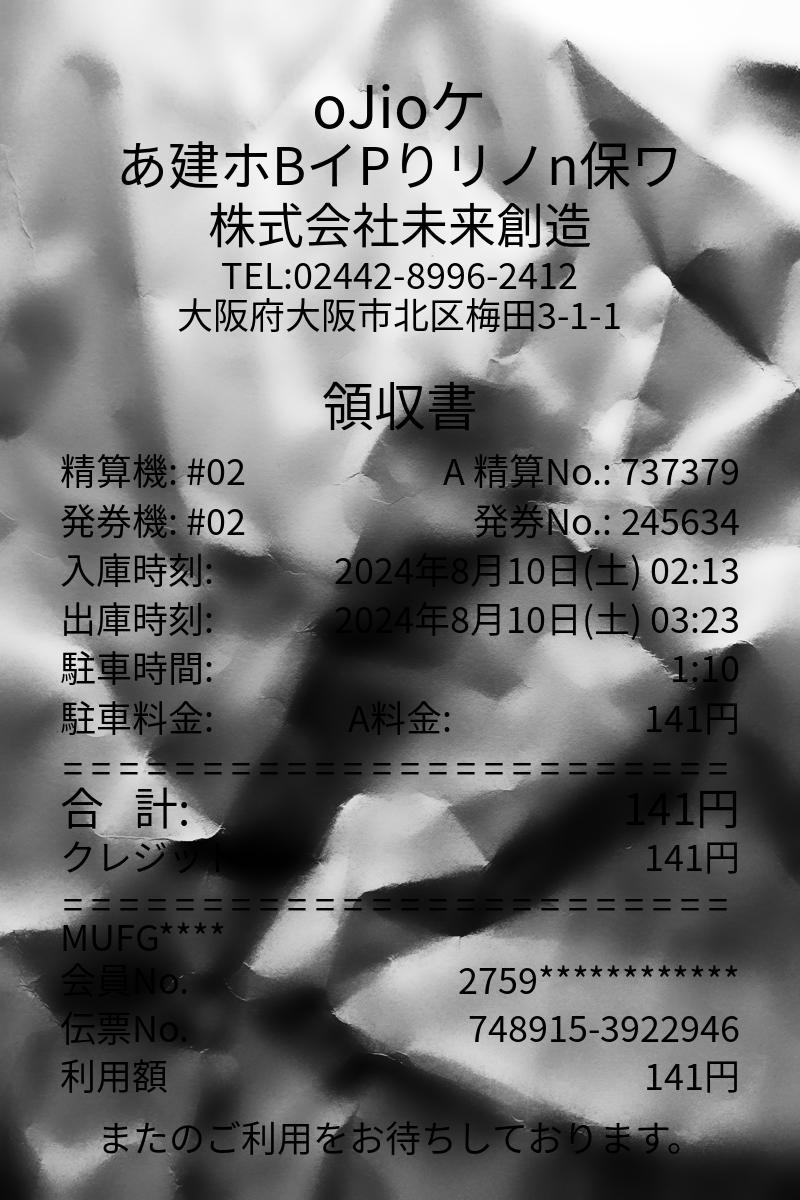 oJioケ
あ建ホBイPりリノn保ワ
株式会社未来創造
TEL:02442-8996-2412
大阪府大阪市北区梅田3-1-1
領収書
精算機: #02 A 精算No.: 737379
発券機: #02 発券No.: 245634
入庫時刻: 2024年8月10日(土) 02:13
出庫時刻: 2024年8月10日(土) 03:23
駐車時間: 1:10
駐車料金: A料金: 141円
========================
合 計: 141円
クレジット 141円
========================
MUFG****
会員No. 2759************
伝票No. 748915-3922946
利用額 141円
またのご利用をお待ちしております。